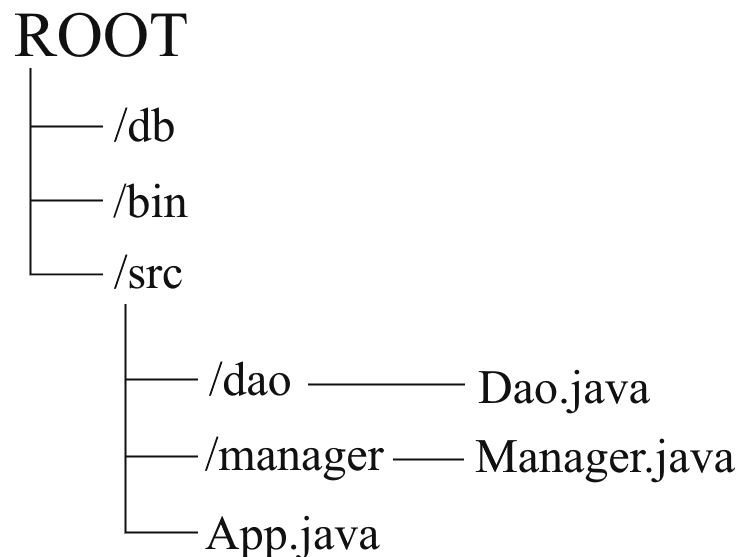 ROOT
/db
/bin
/src
/dao Dao.java
/manager Manager.java
App.java